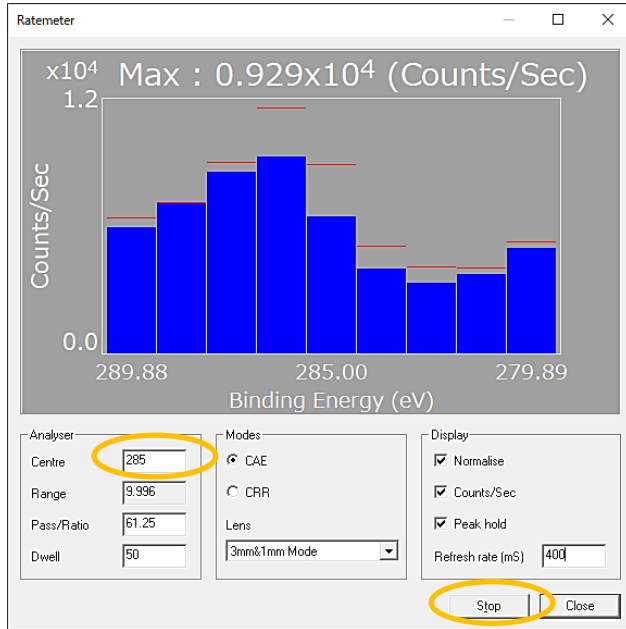 Ratemeter
x10⁴ Max : 0.929x10⁴ (Counts/Sec)
1.2
Counts/Sec
0.0
289.88 285.00 279.89
Binding Energy (eV)
Analyser
Centre 285
Range 9.996
Pass/Ratio 61.25
Dwell 50
Modes
CAE
CRR
Lens
3mm&1mm Mode
Display
Normalise
Counts/Sec
Peak hold
Refresh rate (mS) 400
Stop Close